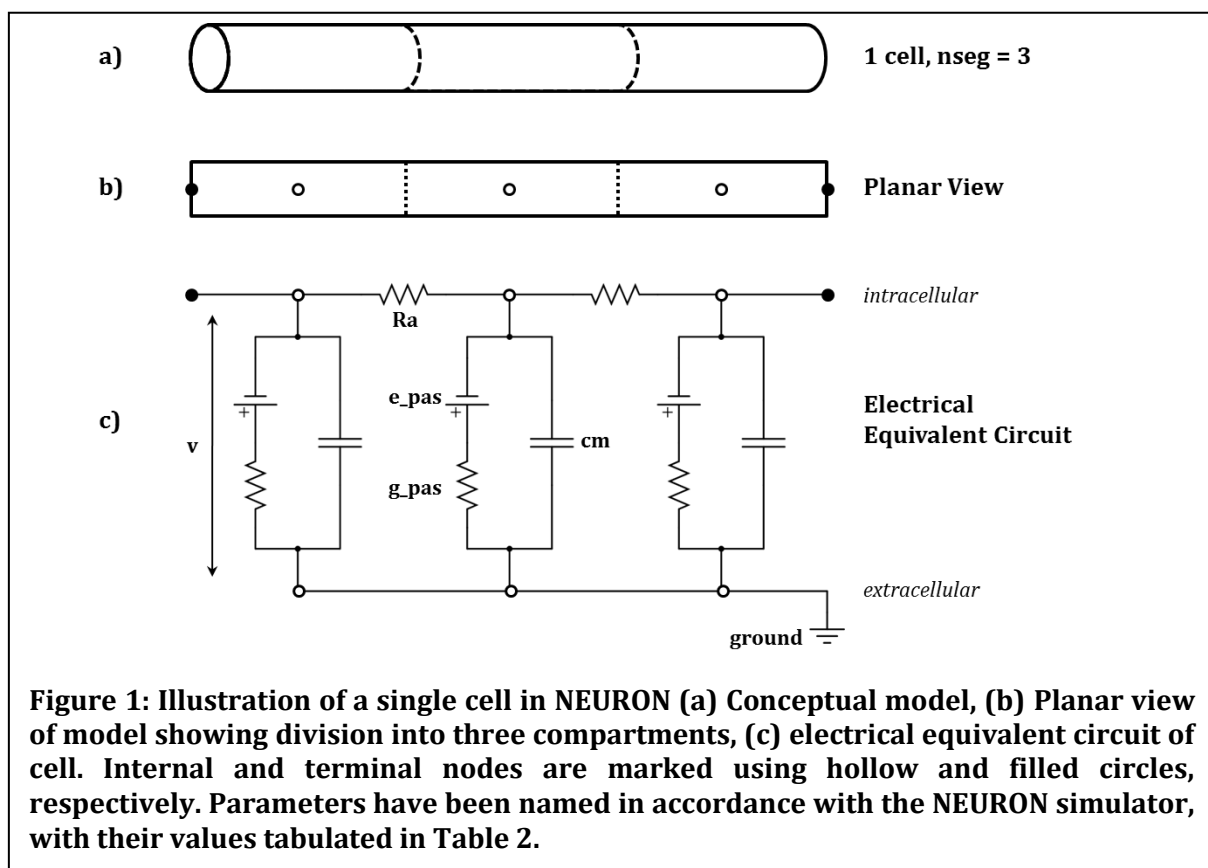 a)
1 cell, nseg = 3
b)
Planar View
intracellular
Ra
c)
v
+
e_pas
g_pas
+
cm
+
Electrical
Equivalent Circuit
extracellular
ground
Figure 1: Illustration of a single cell in NEURON (a) Conceptual model, (b) Planar view
of model showing division into three compartments, (c) electrical equivalent circuit of
cell. Internal and terminal nodes are marked using hollow and filled circles,
respectively. Parameters have been named in accordance with the NEURON simulator,
with their values tabulated in Table 2.